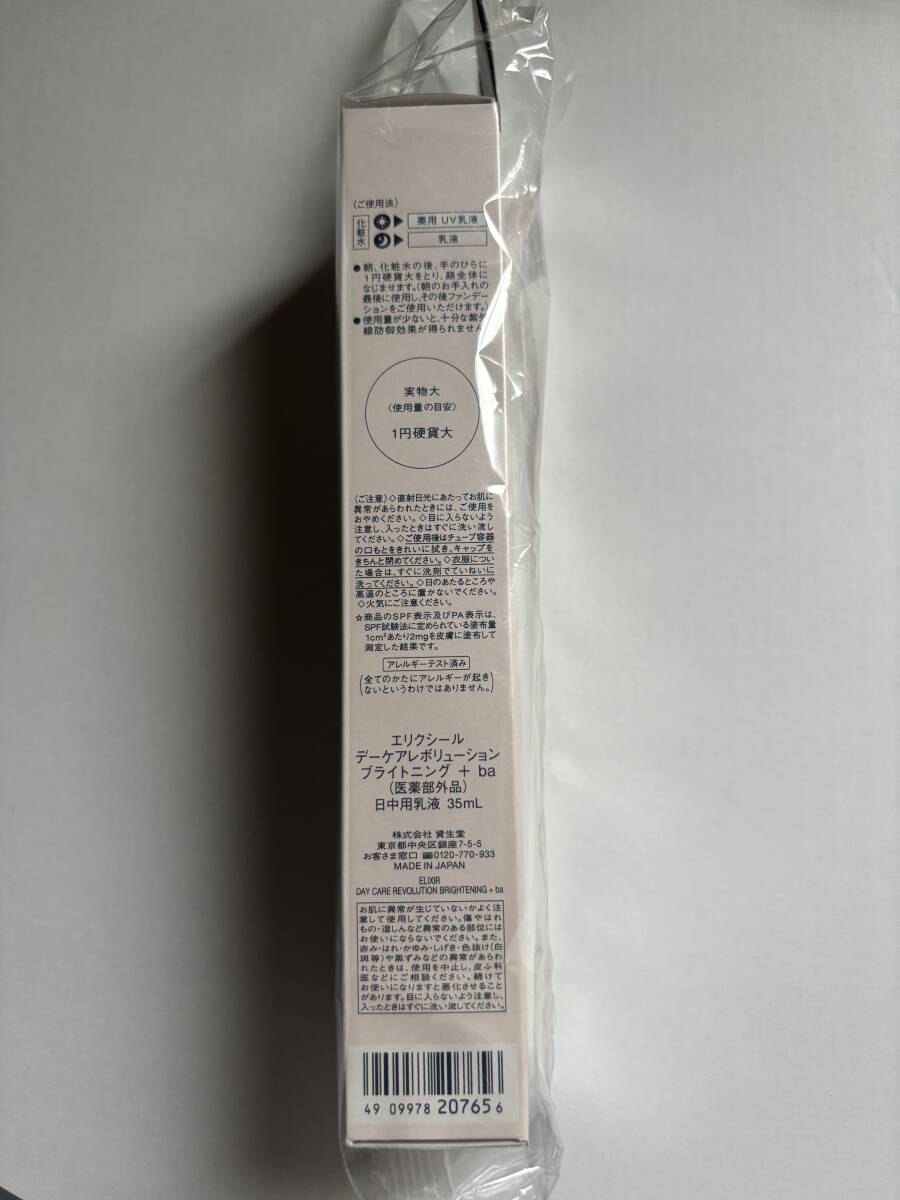 〈ご使用法〉
化粧水
薬用 UV乳液
乳液
●朝、化粧水の後、手のひらに
1円硬貨大をとり、顔全体に
なじませます。(朝のお手入れの
最後に使用し、その後ファンデー
ションをご使用いただけます。)
●使用量が少ないと、十分な紫外
線防御効果が得られません
実物大
〈使用量の目安〉
1円硬貨大
〈ご注意〉◇直射日光にあたってお肌に
異常があらわれたときには、ご使用を
おやめください。◇目に入らないよう
注意し、入ったときはすぐに洗い流し
てください。◇ご使用後はチューブ容器
の口もとをきれいに拭き、キャップを
きちんと閉めてください。◇衣服につい
た場合は、すぐに洗剤でていねいに
洗ってください。◇日のあたるところや
高温のところに置かないでください。
◇火気にご注意ください。
☆商品のSPF表示及びPA表示は、
SPF試験法に定められている塗布量
1cm²あたり2mgを皮膚に塗布して
測定した結果です。
アレルギーテスト済み
(全てのかたにアレルギーが起き
ないというわけではありません。)
エリクシール
デーケアレボリューション
ブライトニング + ba
(医薬部外品)
日中用乳液 35mL
株式会社 資生堂
東京都中央区銀座7-5-5
お客さま窓口 0120-770-933
MADE IN JAPAN
ELIXIR
DAY CARE REVOLUTION BRIGHTENING + ba
お肌に異常が生じていないかよく注
意して使用してください。傷やはれ
もの・湿しんなど異常のある部位には
お使いにならないでください。また、
赤み・はれ・かゆみ・しげき・色抜け(白
斑等)や黒ずみなどの異常があらわ
れたときは、使用を中止し、皮ふ科
医などにご相談ください。続けて
お使いになりますと悪化させること
があります。目に入らないよう注意し、
入ったときはすぐに洗い流してください。
49 09978 207656